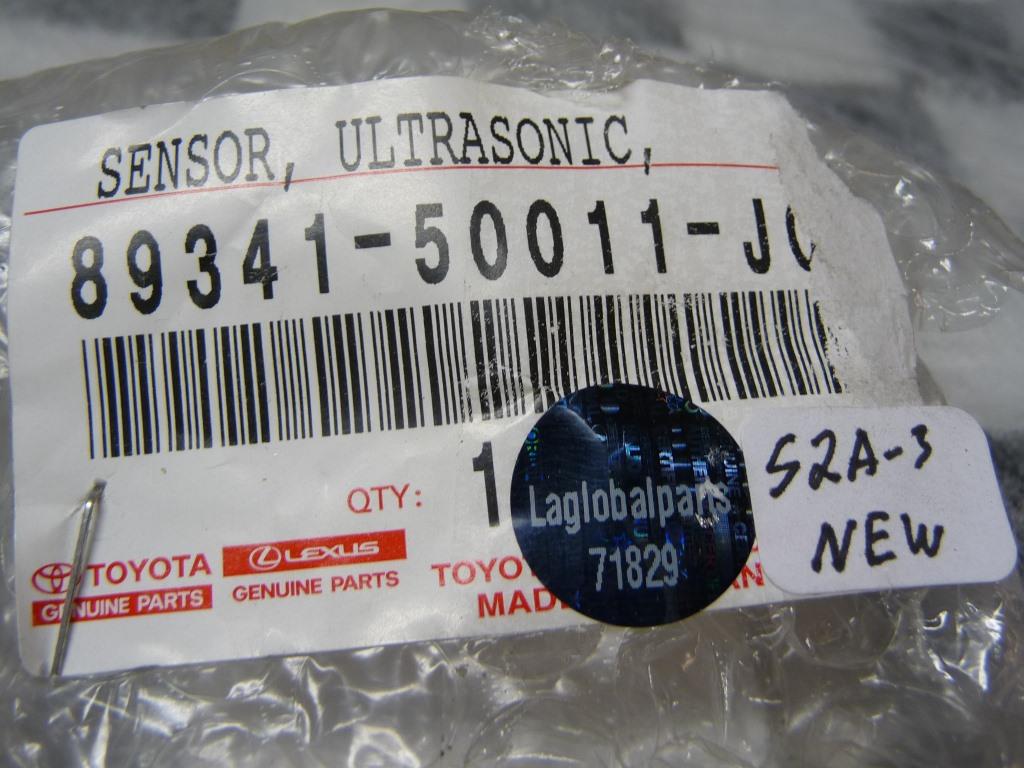 SENSOR, ULTRASONIC,
89341-50011-J
QTY: 1
TOYOTA
GENUINE PARTS
LEXUS
GENUINE PARTS
Laglobalparts
71829
S2A-3
NEW